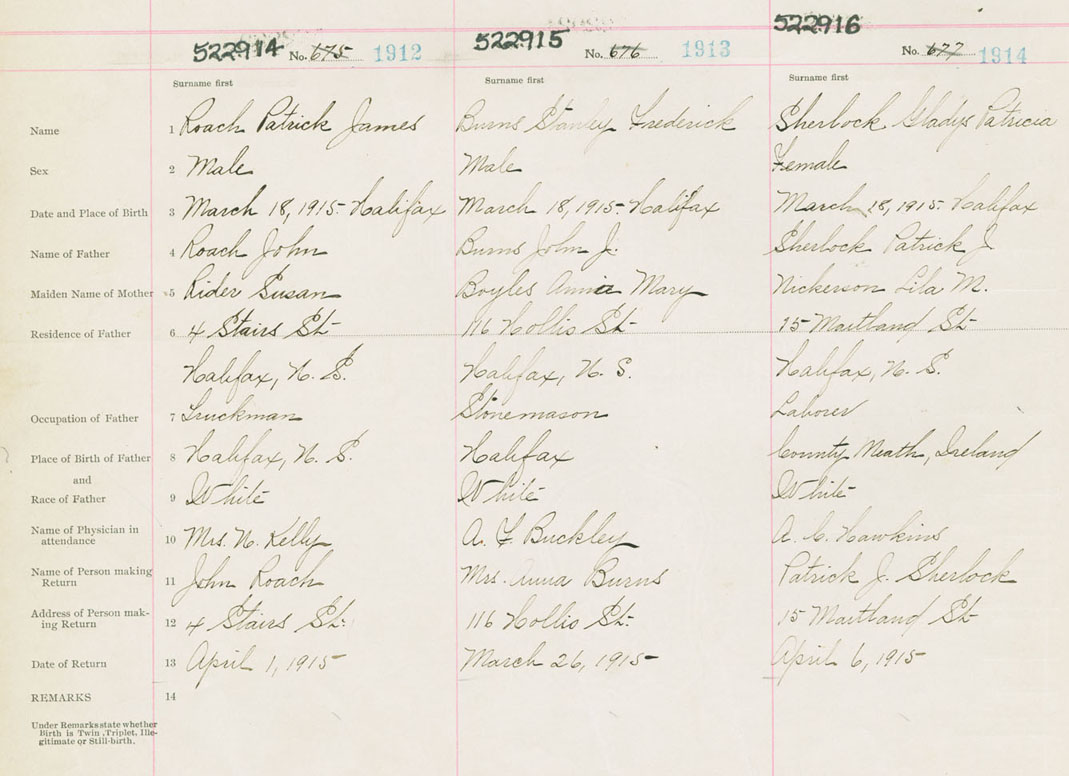 522914 No. 675 1912 522915 No. 676 1913 522916 No. 677 1914
Surname first Surname first Surname first
Name 1 Roach Patrick James Burns Stanley Frederick Sherlock Gladys Patricia
Sex 2 Male Male Female
Date and Place of Birth 3 March 18, 1915. Halifax March 18, 1915. Halifax March 18, 1915. Halifax
Name of Father 4 Roach John Burns John J. Sherlock Patrick J
Maiden Name of Mother 5 Rider Susan Boyles Annie Mary Nickerson Lila M.
Residence of Father 6 4 Stairs St. 116 Hollis St. 15 Maitland St
Halifax, N. S. Halifax, N. S. Halifax, N. S.
Occupation of Father 7 Truckman Stonemason Laborer
Place of Birth of Father 8 Halifax, N. S. Halifax County Meath, Ireland
and
Race of Father 9 White White White
Name of Physician in
attendance 10 Mrs. N. Kelly A. F Buckley A. C. Hawkins
Name of Person making
Return 11 John Roach Mrs. Anna Burns Patrick J. Sherlock
Address of Person mak-
ing Return 12 4 Stairs St. 116 Hollis St. 15 Maitland St
Date of Return 13 April 1, 1915 March 26, 1915 April 6, 1915
REMARKS 14
Under Remarks state whether
Birth is Twin, Triplet, Ille-
gitimate or Still-birth.